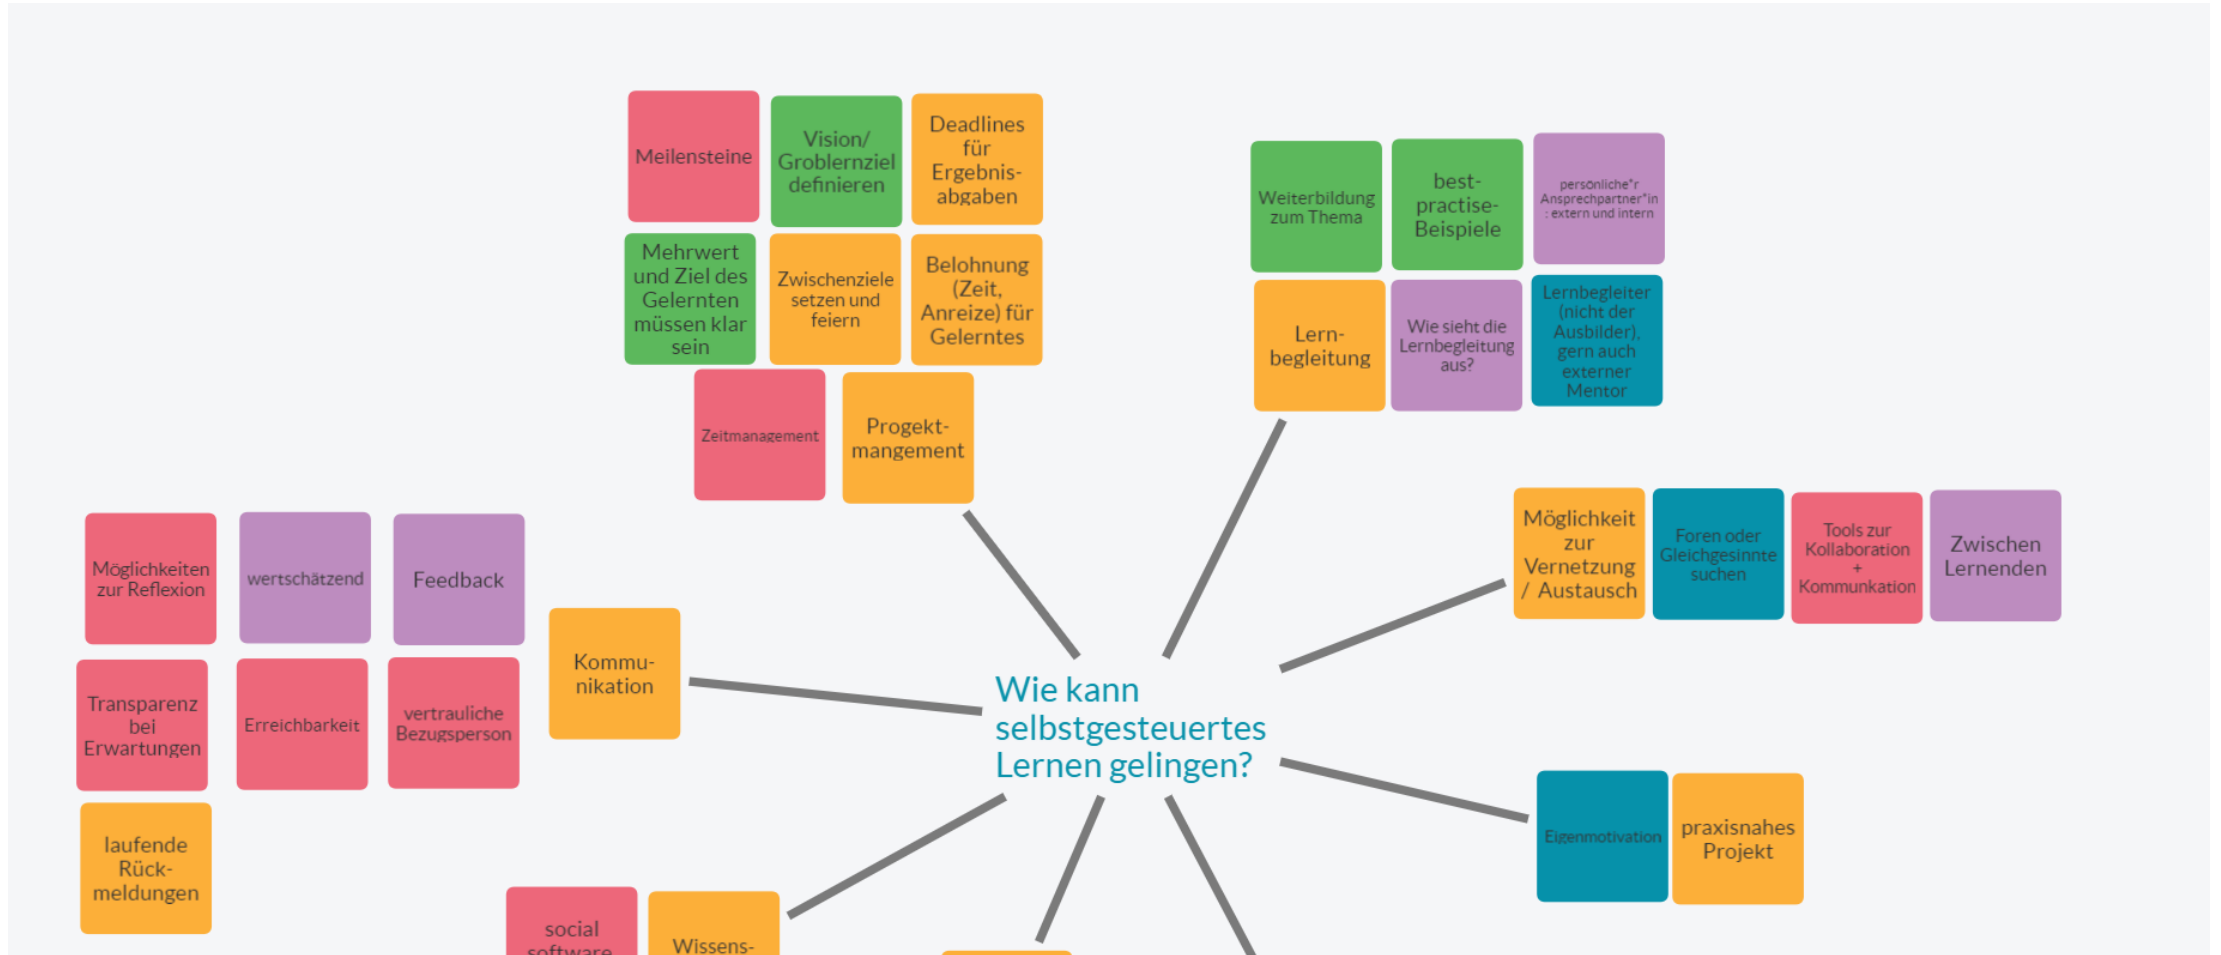 Meilensteine
Vision/
Groblernziel
definieren
Deadlines
für
Ergebnis-
abgaben
Mehrwert
und Ziel des
Gelernten
müssen klar
sein
Zwischenziele
setzen und
feiern
Belohnung
(Zeit,
Anreize) für
Gelerntes
Zeitmanagement
Progekt-
mangement
Weiterbildung
zum Thema
best-
practise-
Beispiele
persönliche*r
Ansprechpartner*in
: extern und intern
Lern-
begleitung
Wie sieht die
Lernbegleitung
aus?
Lernbegleiter
(nicht der
Ausbilder),
gern auch
externer
Mentor
Möglichkeit
zur
Vernetzung
/ Austausch
Foren oder
Gleichgesinnte
suchen
Tools zur
Kollaboration
+
Kommunkation
Zwischen
Lernenden
Möglichkeiten
zur Reflexion
wertschätzend
Feedback
Kommu-
nikation
Transparenz
bei
Erwartungen
Erreichbarkeit
vertrauliche
Bezugsperson
laufende
Rück-
meldungen
Wie kann
selbstgesteuertes
Lernen gelingen?
Eigenmotivation
praxisnahes
Projekt
social
software
Wissens-